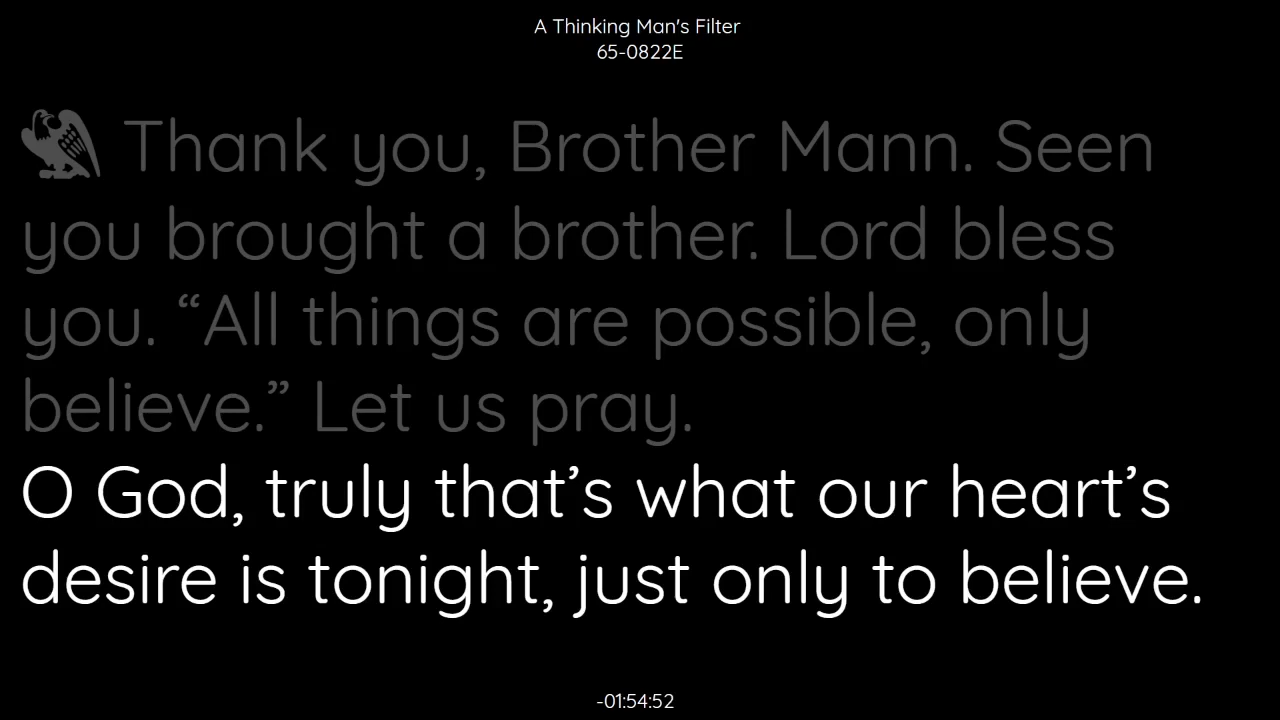 A Thinking Man's Filter
65-0822E
Thank you, Brother Mann. Seen
you brought a brother. Lord bless
you. “All things are possible, only
believe.” Let us pray.
O God, truly that’s what our heart’s
desire is tonight, just only to believe.
-01:54:52